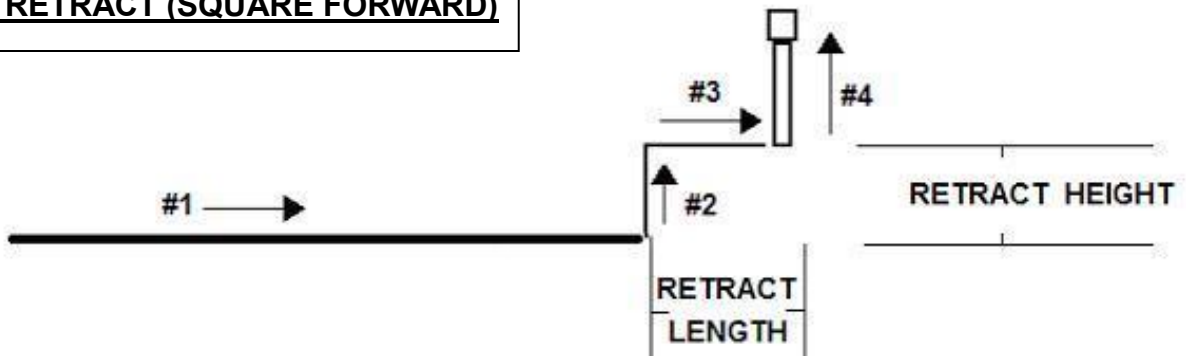 RETRACT (SQUARE FORWARD)
#3
#4
#1
#2
RETRACT HEIGHT
RETRACT
LENGTH